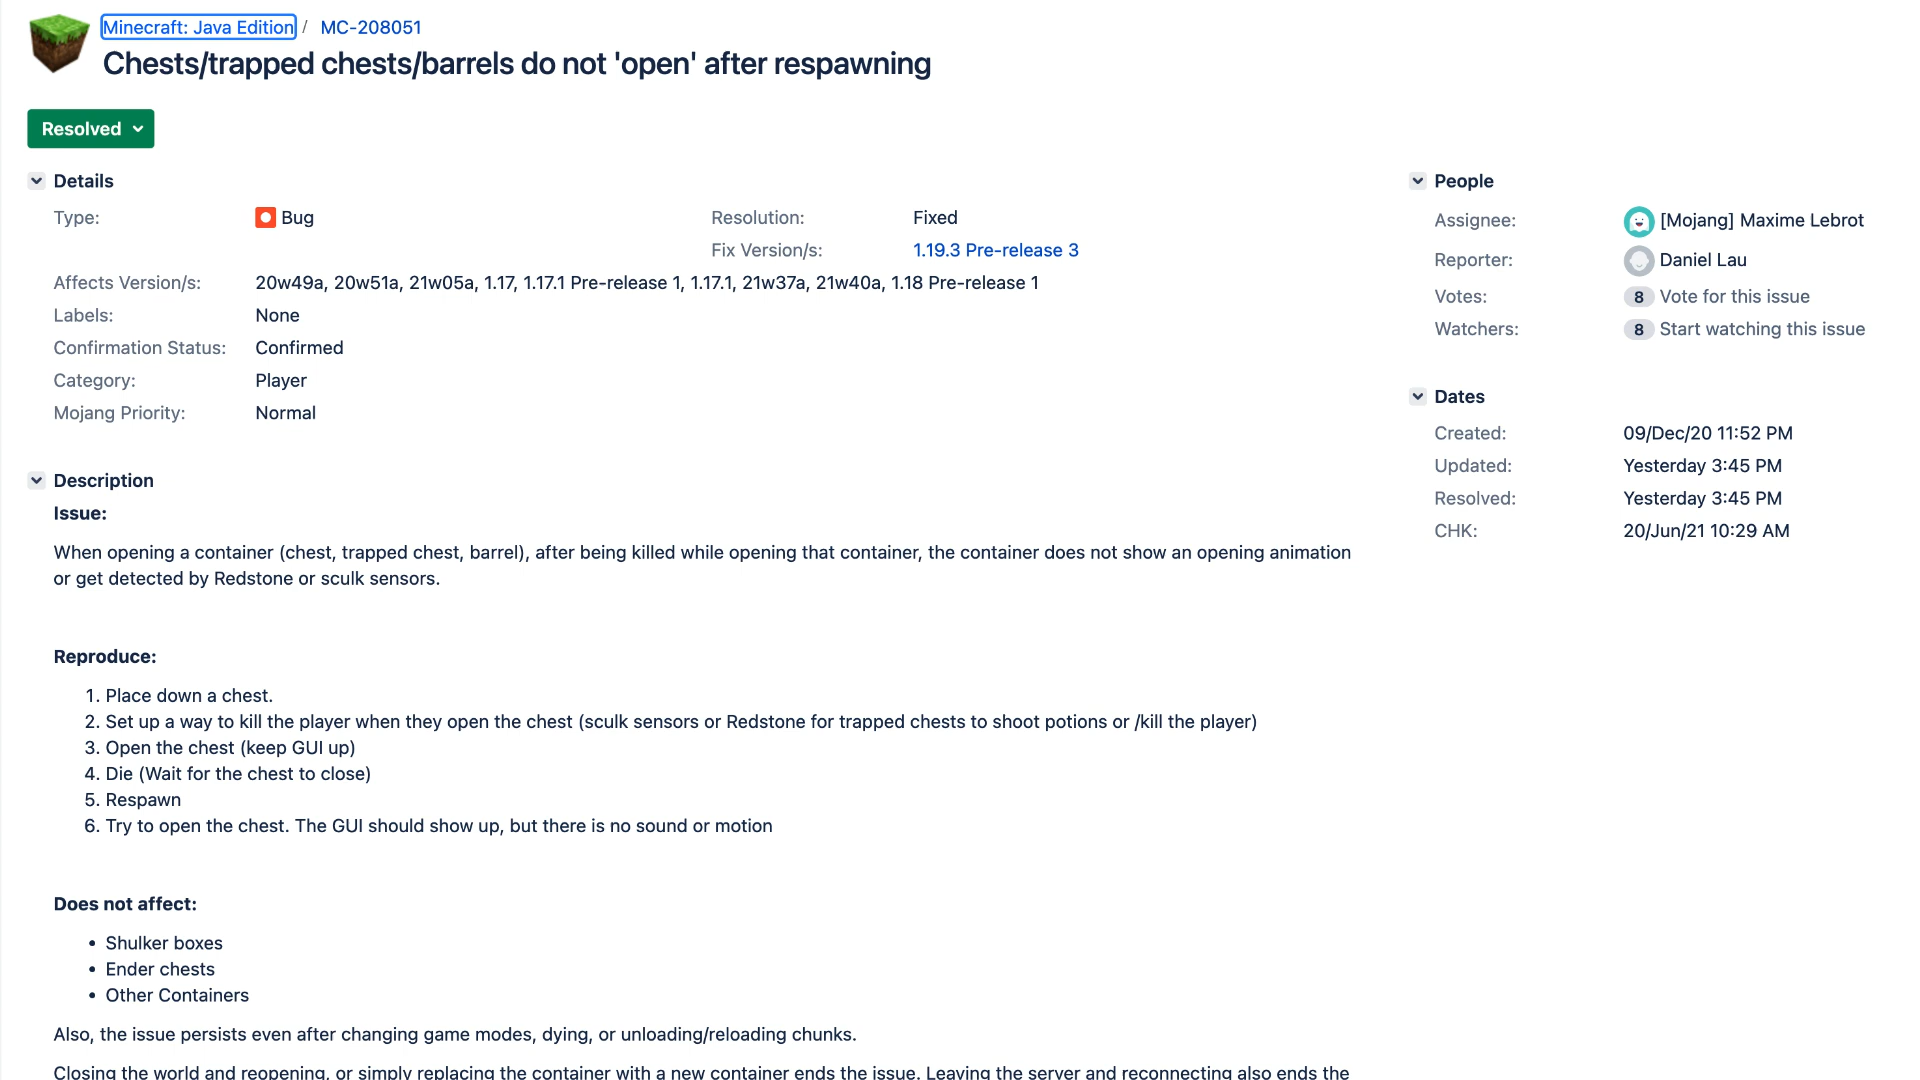 Minecraft: Java Edition / MC-208051
Chests/trapped chests/barrels do not 'open' after respawning
Resolved
Details
Type: Bug
Resolution: Fixed
Fix Version/s: 1.19.3 Pre-release 3
Affects Version/s: 20w49a, 20w51a, 21w05a, 1.17, 1.17.1 Pre-release 1, 1.17.1, 21w37a, 21w40a, 1.18 Pre-release 1
Labels: None
Confirmation Status: Confirmed
Category: Player
Mojang Priority: Normal
Description
Issue:
When opening a container (chest, trapped chest, barrel), after being killed while opening that container, the container does not show an opening animation
or get detected by Redstone or sculk sensors.
Reproduce:
1. Place down a chest.
2. Set up a way to kill the player when they open the chest (sculk sensors or Redstone for trapped chests to shoot potions or /kill the player)
3. Open the chest (keep GUI up)
4. Die (Wait for the chest to close)
5. Respawn
6. Try to open the chest. The GUI should show up, but there is no sound or motion
Does not affect:
• Shulker boxes
• Ender chests
• Other Containers
Also, the issue persists even after changing game modes, dying, or unloading/reloading chunks.
Closing the world and reopening, or simply replacing the container with a new container ends the issue. Leaving the server and reconnecting also ends the
People
Assignee: [Mojang] Maxime Lebrot
Reporter: Daniel Lau
Votes: 8 Vote for this issue
Watchers: 8 Start watching this issue
Dates
Created: 09/Dec/20 11:52 PM
Updated: Yesterday 3:45 PM
Resolved: Yesterday 3:45 PM
CHK: 20/Jun/21 10:29 AM